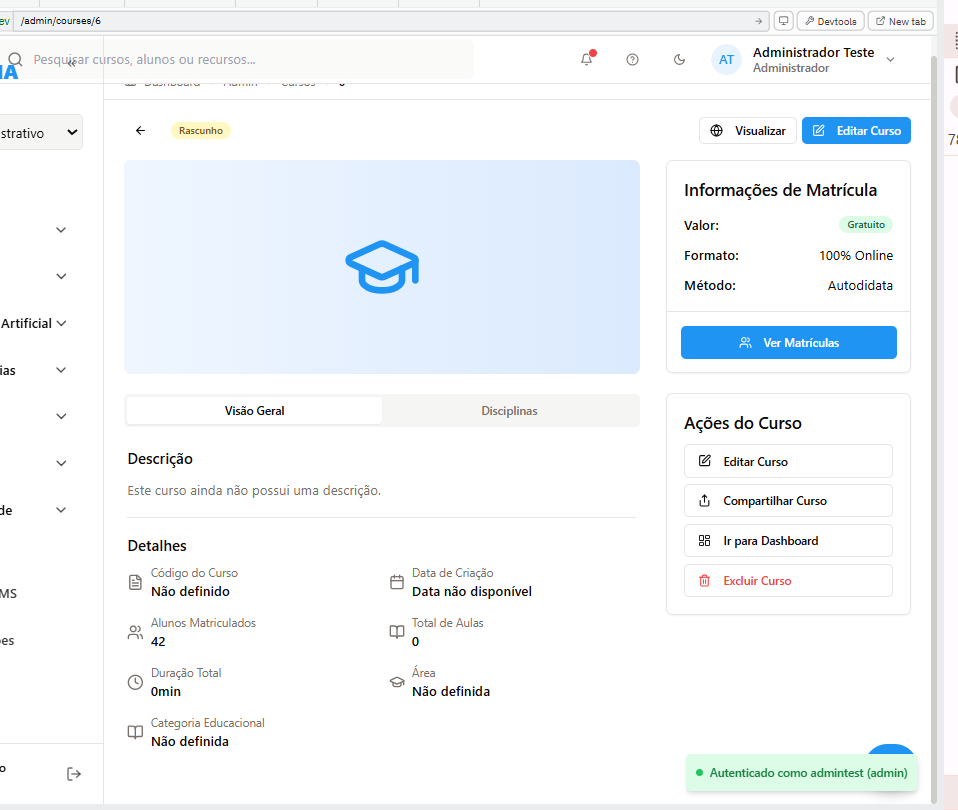 ev
/admin/courses/6
Devtools
New tab
IA
Pesquisar cursos, alunos ou recursos...
AT
Administrador Teste
Administrador
Dashboard
Admin
Cursos
strativo
Rascunho
Visualizar
Editar Curso
Artificial
ias
de
MS
ões
o
Informações de Matrícula
Valor:
Gratuito
Formato:
100% Online
Método:
Autodidata
Ver Matrículas
Visão Geral
Disciplinas
Descrição
Este curso ainda não possui uma descrição.
Detalhes
Código do Curso
Não definido
Data de Criação
Data não disponível
Alunos Matriculados
42
Total de Aulas
0
Duração Total
0min
Área
Não definida
Categoria Educacional
Não definida
Ações do Curso
Editar Curso
Compartilhar Curso
Ir para Dashboard
Excluir Curso
Autenticado como admintest (admin)
78